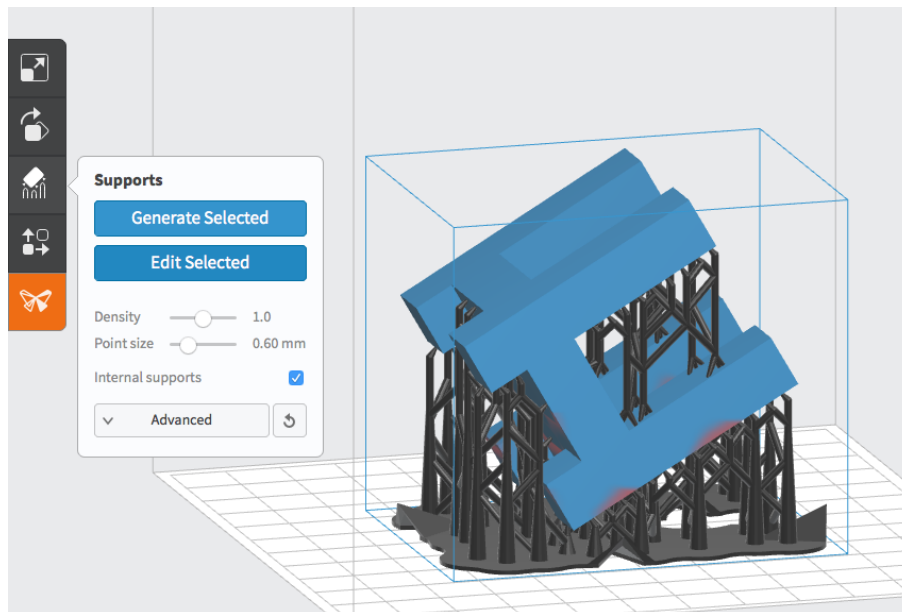 Supports
Generate Selected
Edit Selected
Density 1.0
Point size 0.60 mm
Internal supports
Advanced